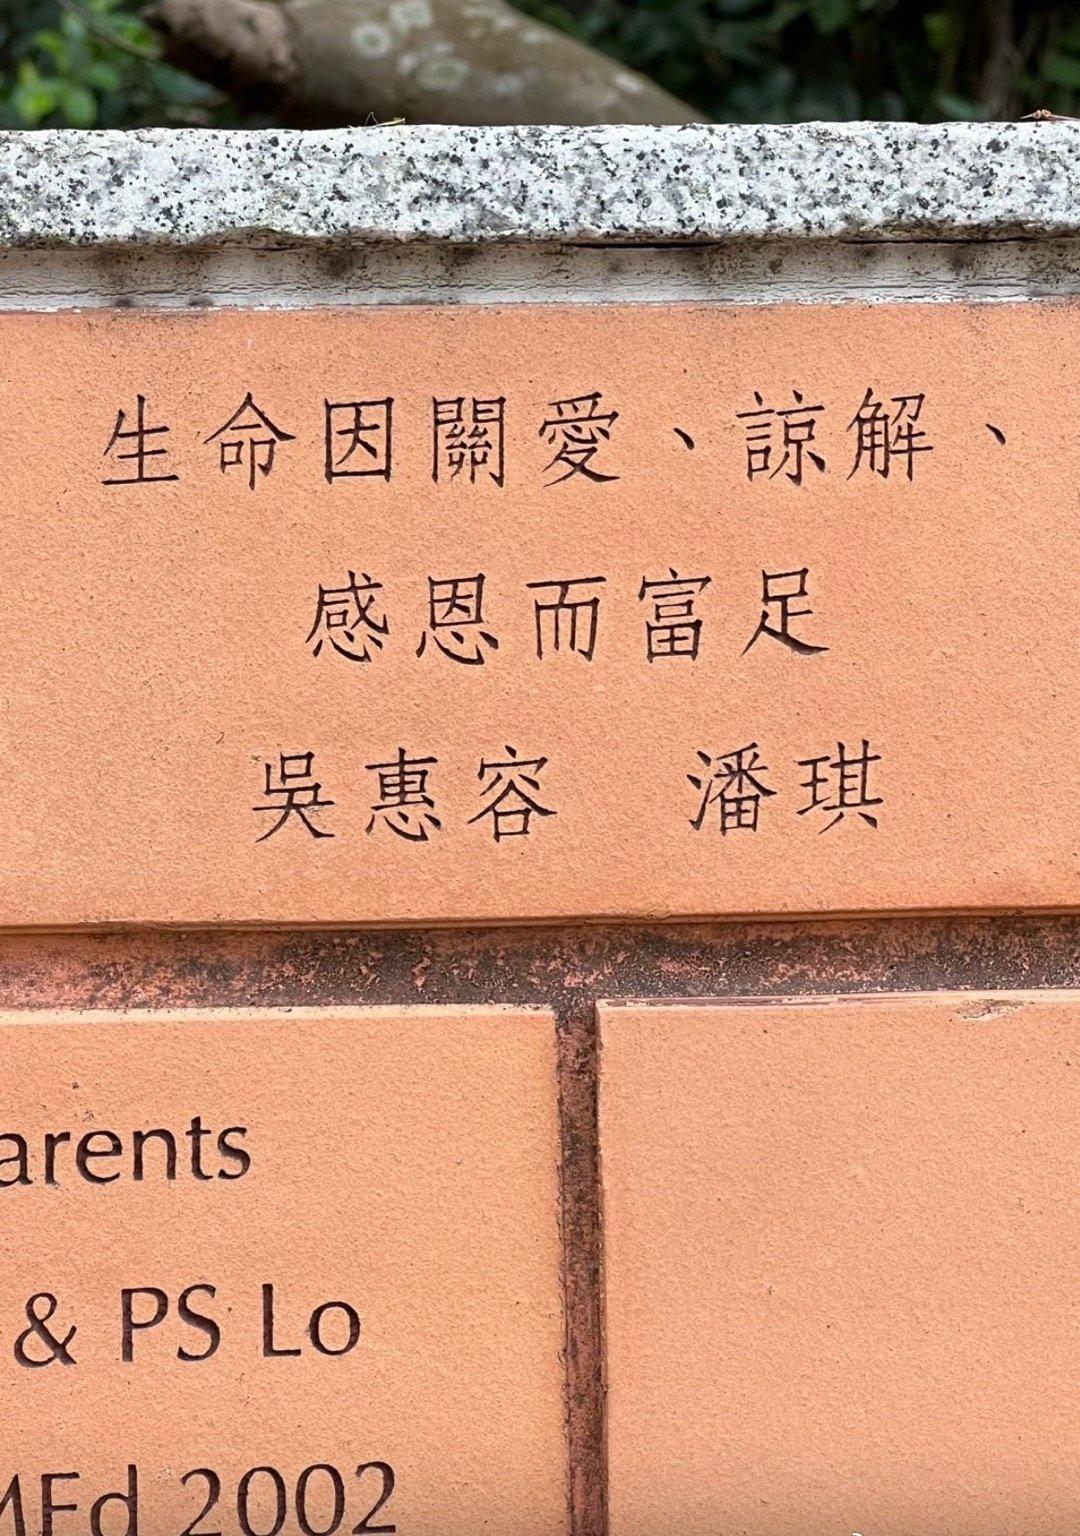 生命因關愛、諒解、
感恩而富足
吳惠容　潘琪
arents
& PS Lo
MEd 2002